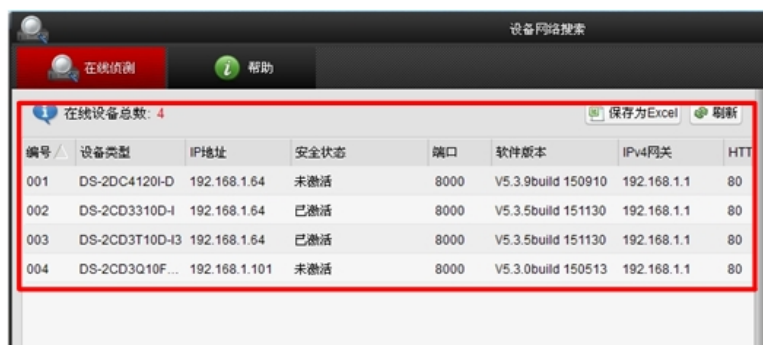 设备网络搜索
在线侦测 帮助
在线设备总数: 4 保存为Excel 刷新
编号 设备类型 IP地址 安全状态 端口 软件版本 IPv4网关 HTT
001 DS-2DC4120I-D 192.168.1.64 未激活 8000 V5.3.9build 150910 192.168.1.1 80
002 DS-2CD3310D-I 192.168.1.64 已激活 8000 V5.3.5build 151130 192.168.1.1 80
003 DS-2CD3T10D-I3 192.168.1.64 已激活 8000 V5.3.5build 151130 192.168.1.1 80
004 DS-2CD3Q10F... 192.168.1.101 未激活 8000 V5.3.0build 150513 192.168.1.1 80